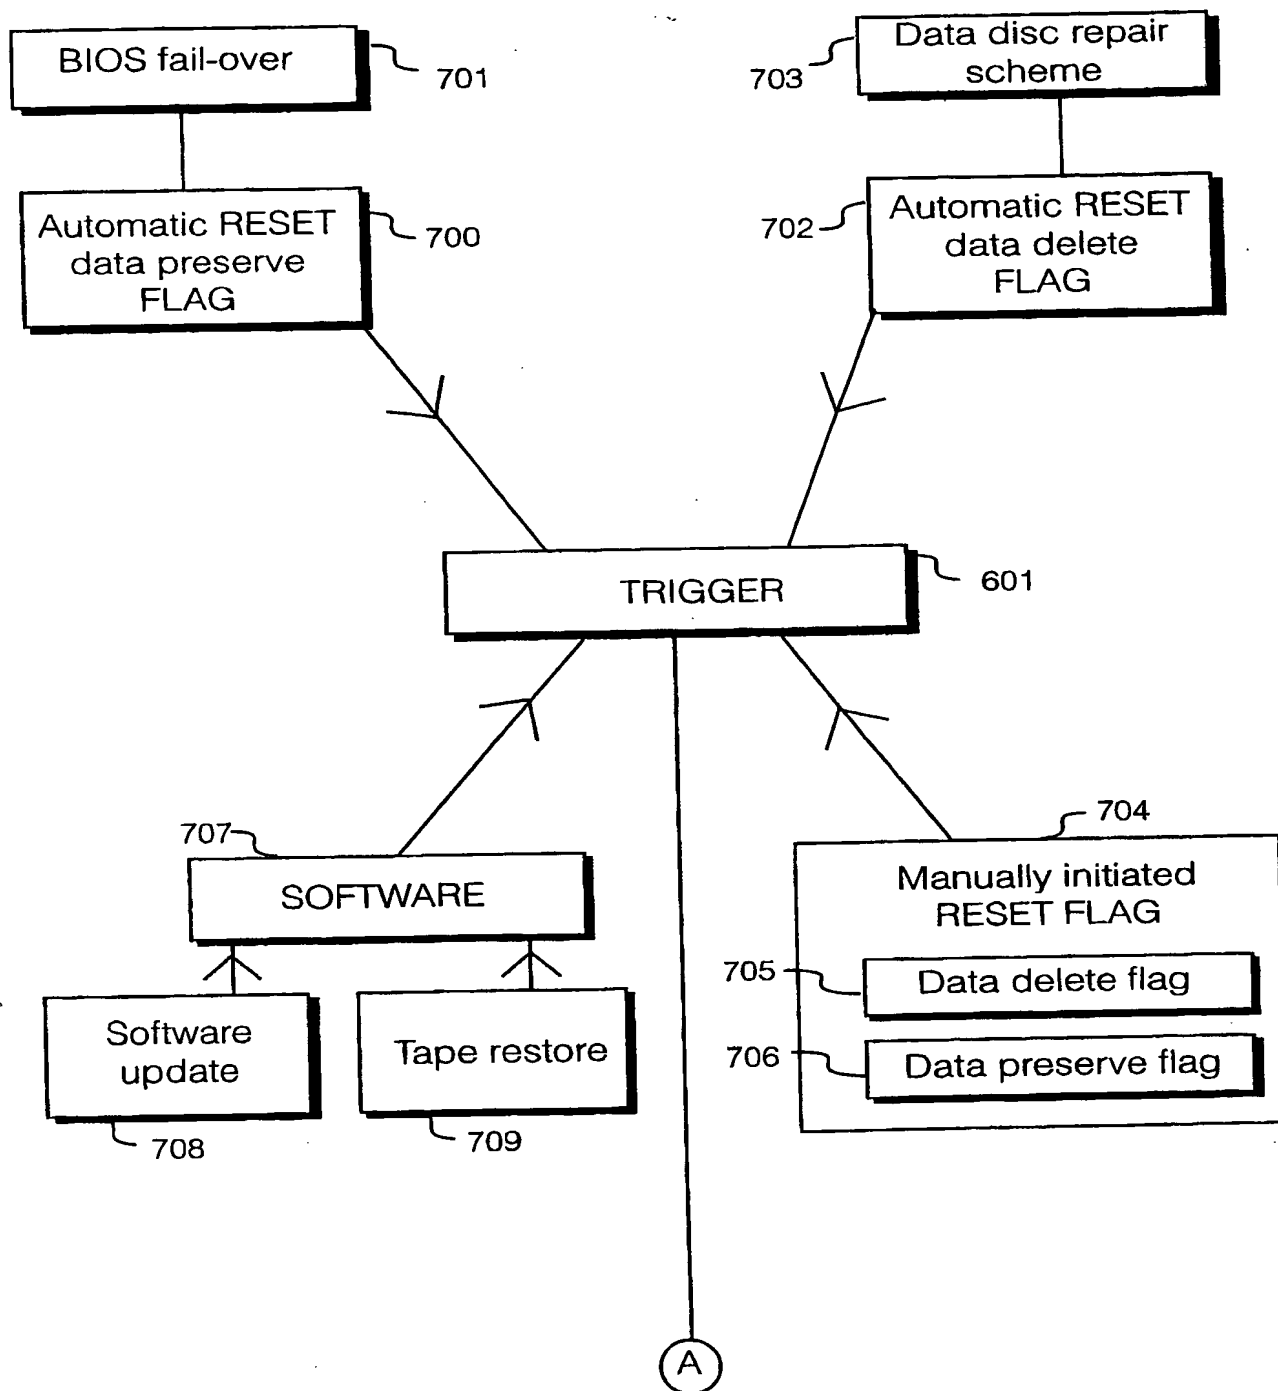 BIOS fail-over
701
Data disc repair
scheme
703
Automatic RESET
data preserve
FLAG
700
Automatic RESET
data delete
FLAG
702
TRIGGER
601
707
SOFTWARE
Software
update
708
Tape restore
709
704
Manually initiated
RESET FLAG
705
Data delete flag
706
Data preserve flag
A